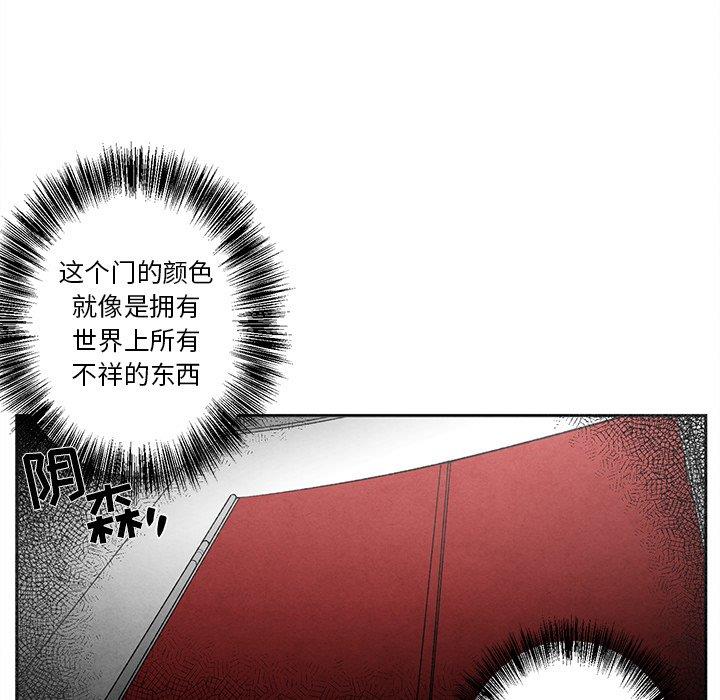 这个门的颜色
就像是拥有
世界上所有
不祥的东西
阴
森